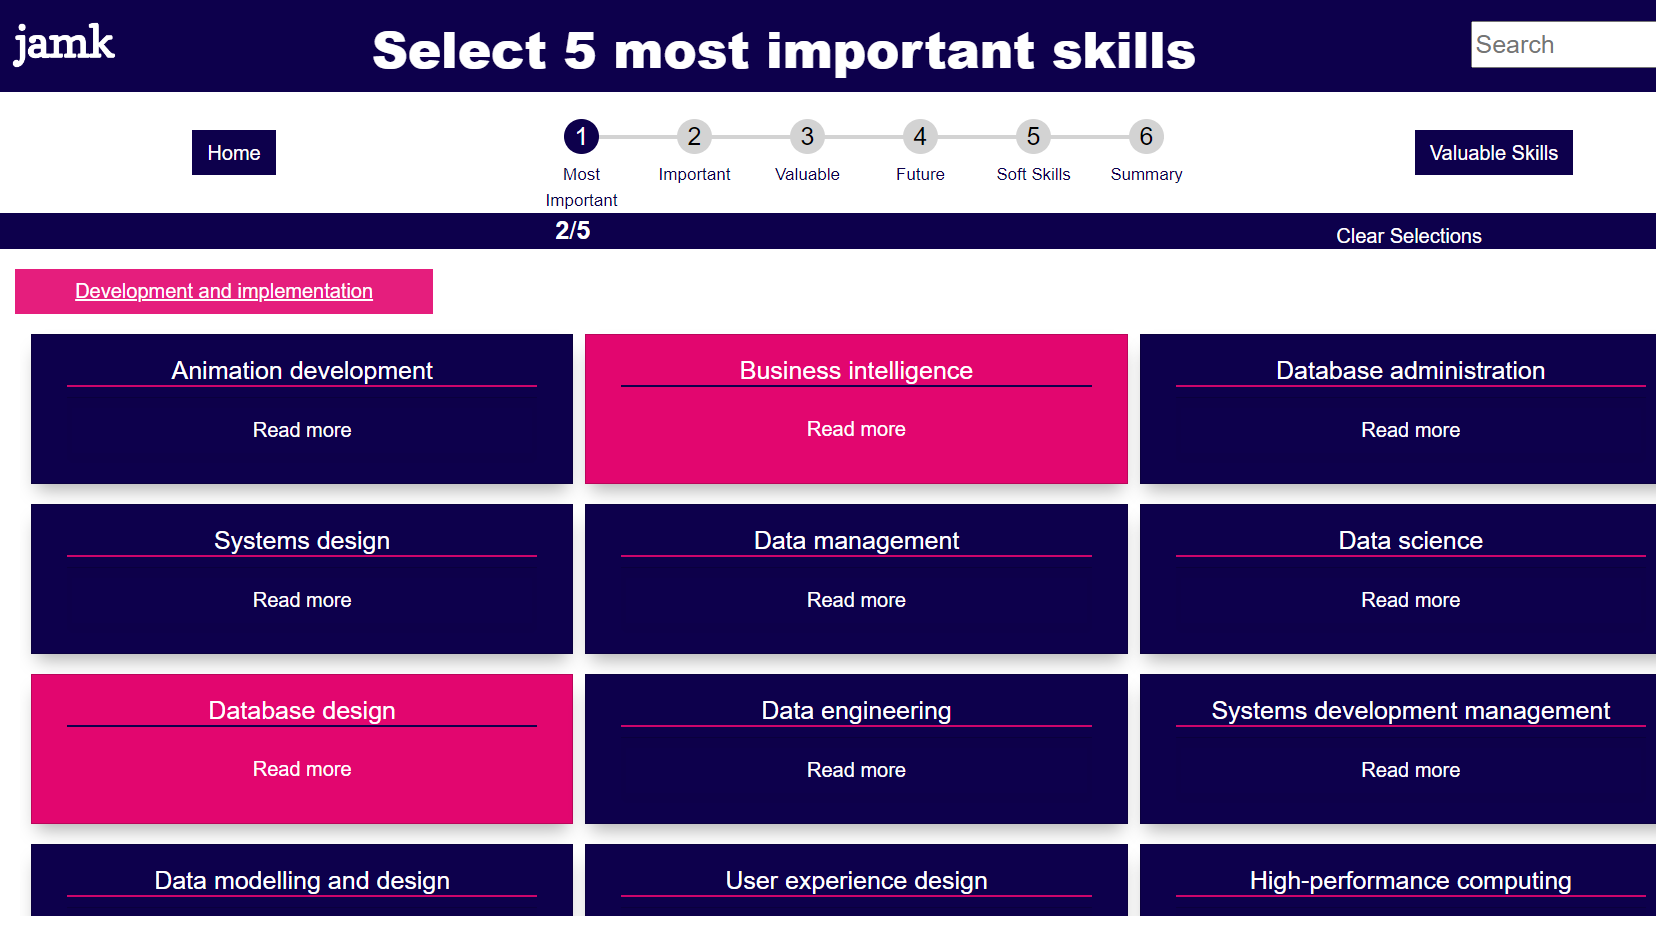 jamk
Select 5 most important skills
Search
Home
1
2
3
4
5
6
Most
Important
Important
Valuable
Future
Soft Skills
Summary
Valuable Skills
2/5
Clear Selections
Development and implementation
Animation development
Business intelligence
Database administration
Read more
Read more
Read more
Systems design
Data management
Data science
Read more
Read more
Read more
Database design
Data engineering
Systems development management
Read more
Read more
Read more
Data modelling and design
User experience design
High-performance computing